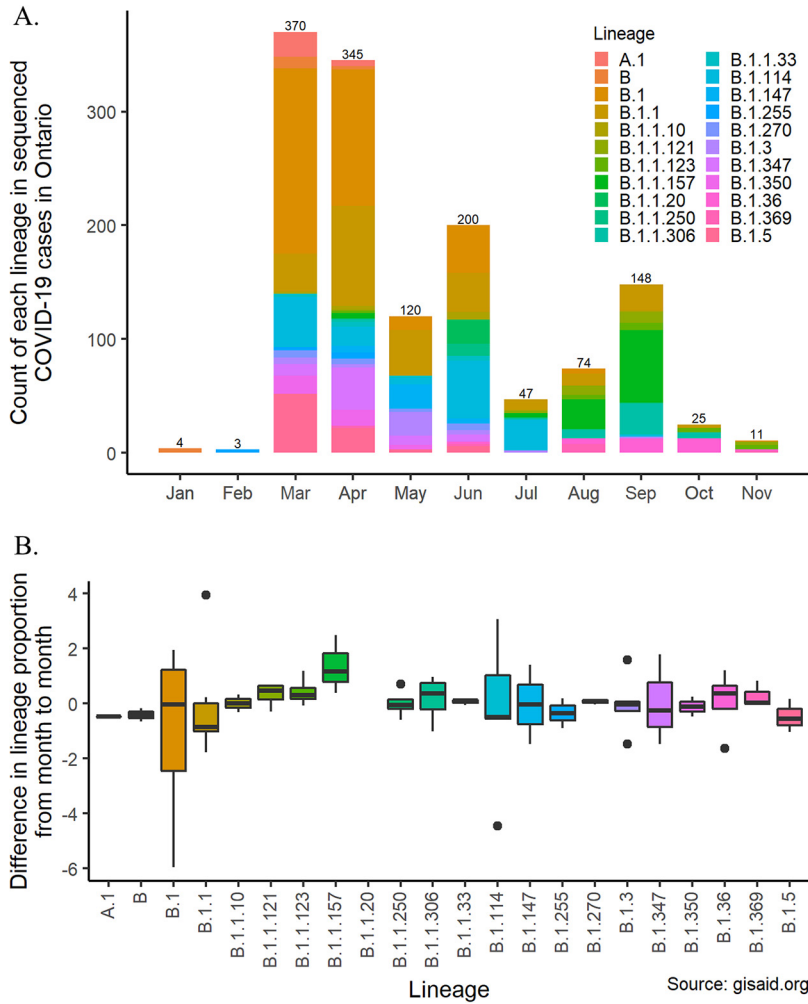 A.
Count of each lineage in sequenced
COVID-19 cases in Ontario
300
200
100
0
370
345
200
148
120
74
47
25
11
4
3
Lineage
A.1
B
B.1
B.1.1
B.1.1.10
B.1.1.121
B.1.1.123
B.1.1.157
B.1.1.20
B.1.1.250
B.1.1.306
B.1.1.33
B.1.114
B.1.147
B.1.255
B.1.270
B.1.3
B.1.347
B.1.350
B.1.36
B.1.369
B.1.5
Jan Feb Mar Apr May Jun Jul Aug Sep Oct Nov
B.
Difference in lineage proportion
from month to month
4
2
0
-2
-4
-6
A.1
B
B.1
B.1.1
B.1.1.10
B.1.1.121
B.1.1.123
B.1.1.157
B.1.1.120
B.1.1.250
B.1.1.306
B.1.1.33
B.1.114
B.1.147
B.1.255
B.1.270
B.1.3
B.1.347
B.1.350
B.1.36
B.1.369
B.1.5
Lineage
Source: gisaid.org